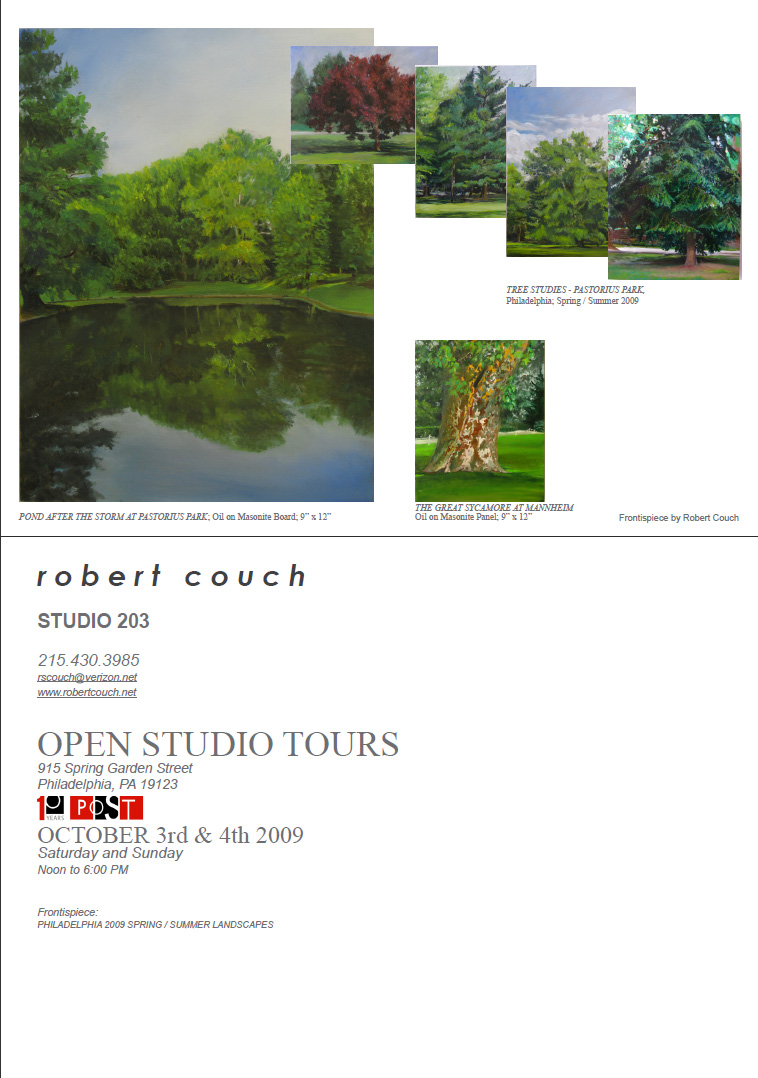 TREE STUDIES - PASTORIUS PARK,
Philadelphia; Spring / Summer 2009
POND AFTER THE STORM AT PASTORIUS PARK; Oil on Masonite Board; 9” x 12”
THE GREAT SYCAMORE AT MANNHEIM
Oil on Masonite Panel; 9” x 12”
Frontispiece by Robert Couch
robert couch
STUDIO 203
215.430.3985
rscouch@verizon.net
www.robertcouch.net
OPEN STUDIO TOURS
915 Spring Garden Street
Philadelphia, PA 19123
10 YEARS POST
OCTOBER 3rd & 4th 2009
Saturday and Sunday
Noon to 6:00 PM
Frontispiece:
PHILADELPHIA 2009 SPRING / SUMMER LANDSCAPES